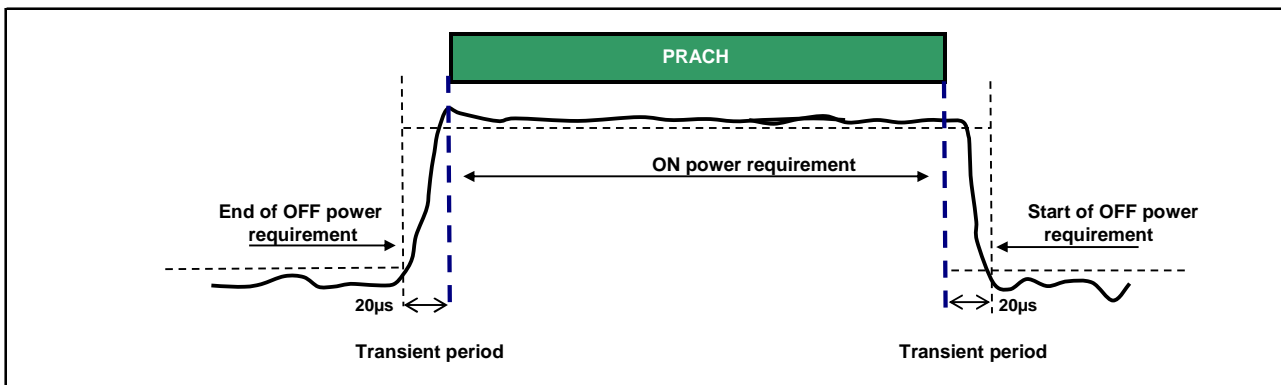 PRACH
ON power requirement
End of OFF power
requirement
Start of OFF power
requirement
20µs
20µs
Transient period
Transient period